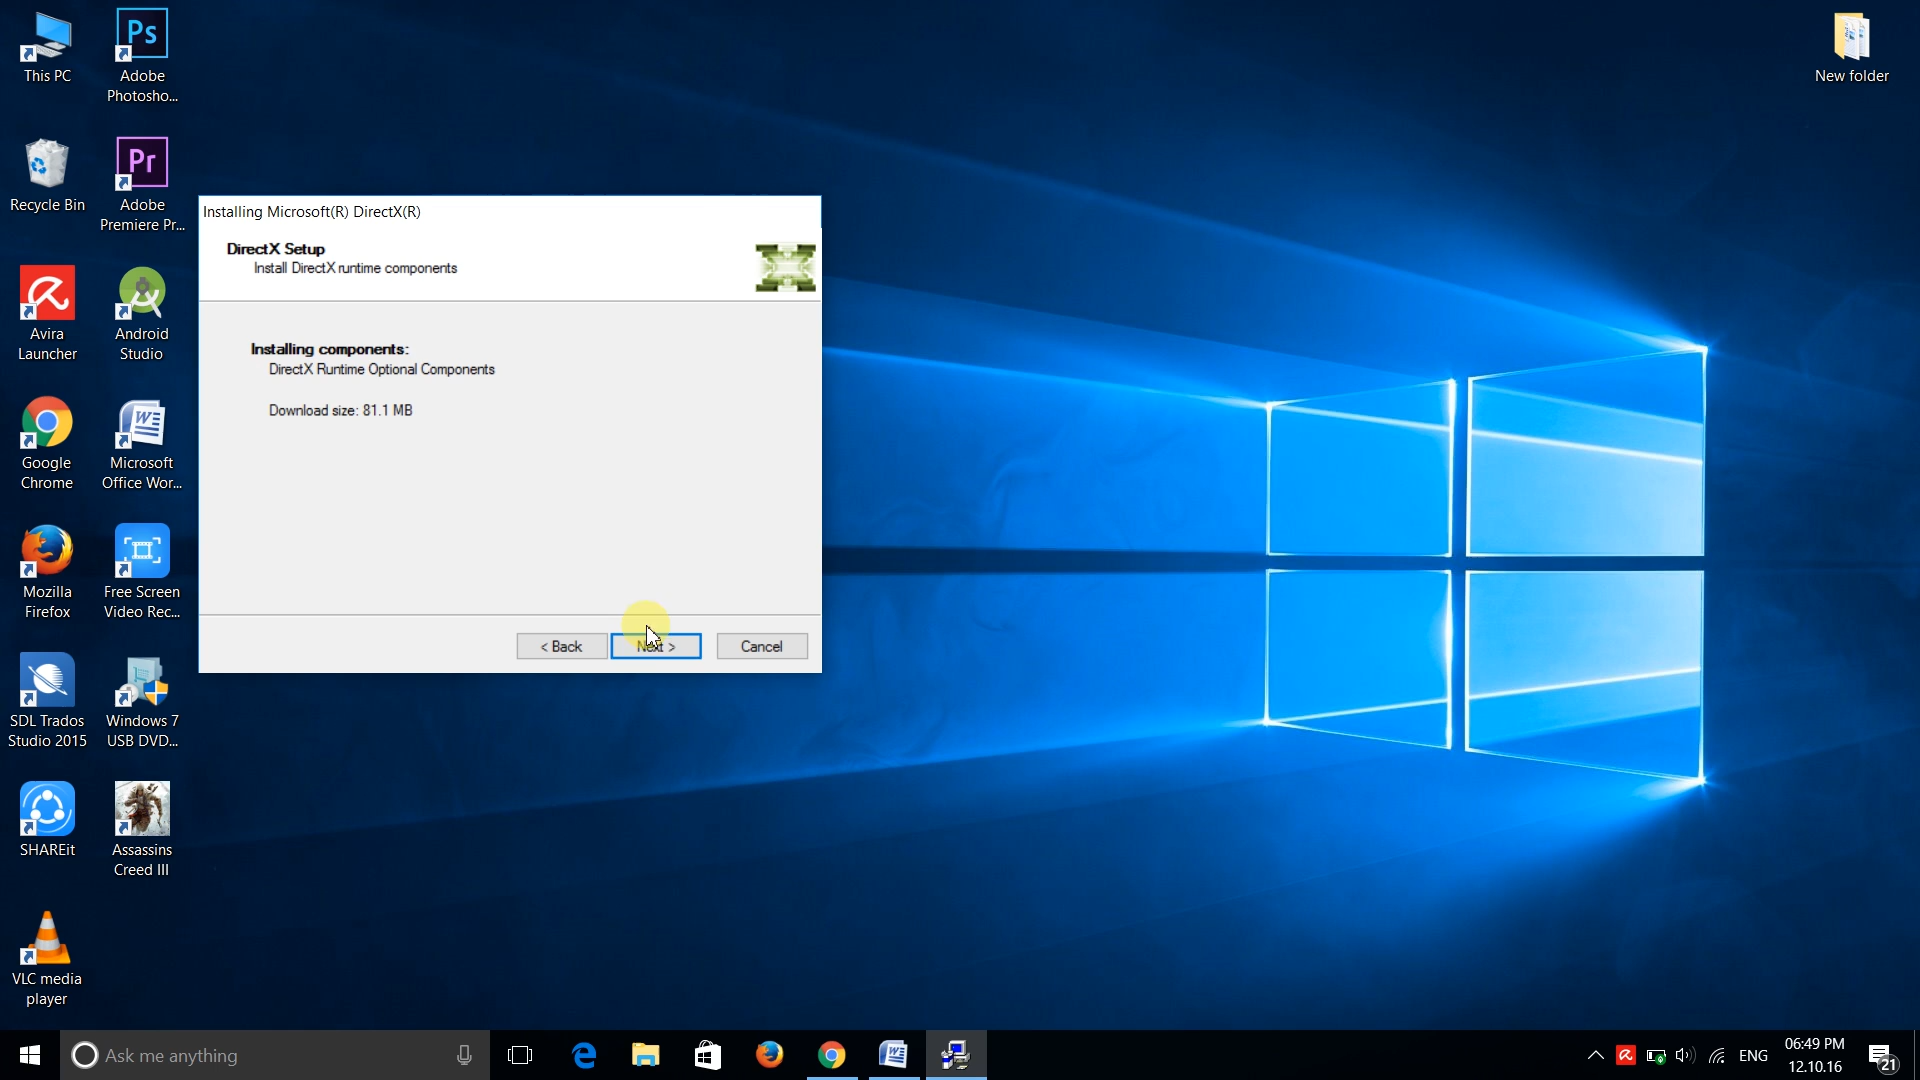 This PC
Ps
Adobe
Photosho...
New folder
Recycle Bin
Pr
Adobe
Premiere Pr...
Avira
Launcher
Android
Studio
Google
Chrome
Microsoft
Office Wor...
Mozilla
Firefox
Free Screen
Video Rec...
SDL Trados
Studio 2015
Windows 7
USB DVD...
SHAREit
Assassins
Creed III
VLC media
player
Installing Microsoft(R) DirectX(R)
DirectX Setup
Install DirectX runtime components
Installing components:
DirectX Runtime Optional Components
Download size: 81.1 MB
< Back
Next >
Cancel
Ask me anything
ENG
06:49 PM
12.10.16
21